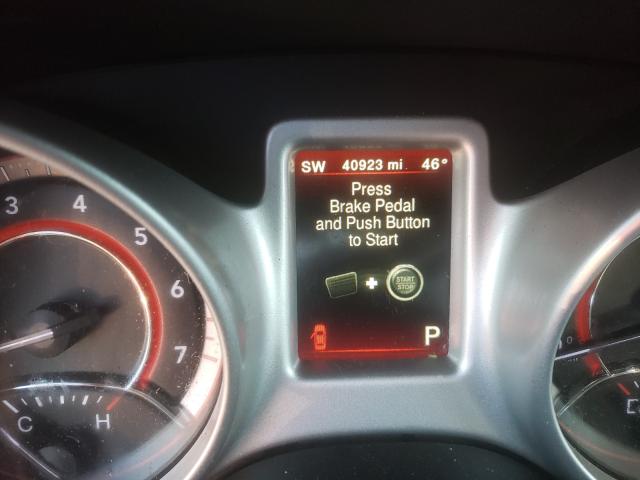 SW 40923 mi 46°
Press
Brake Pedal
and Push Button
to Start
START
STOP
P
3 4 5 6 7
C H